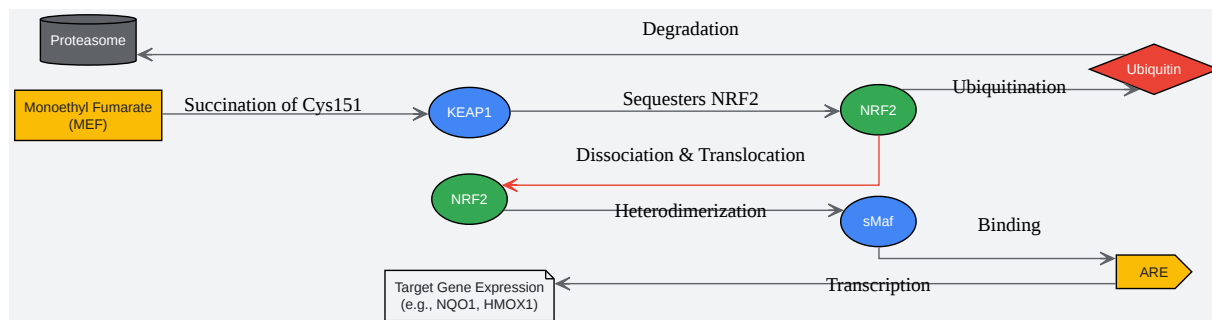 Degradation
Proteasome
Ubiquitin
Ubiquitination
Monoethyl Fumarate
(MEF)
Succination of Cys151
KEAP1
Sequesters NRF2
NRF2
Dissociation & Translocation
NRF2
Heterodimerization
sMaf
Binding
ARE
Transcription
Target Gene Expression
(e.g., NQO1, HMOX1)